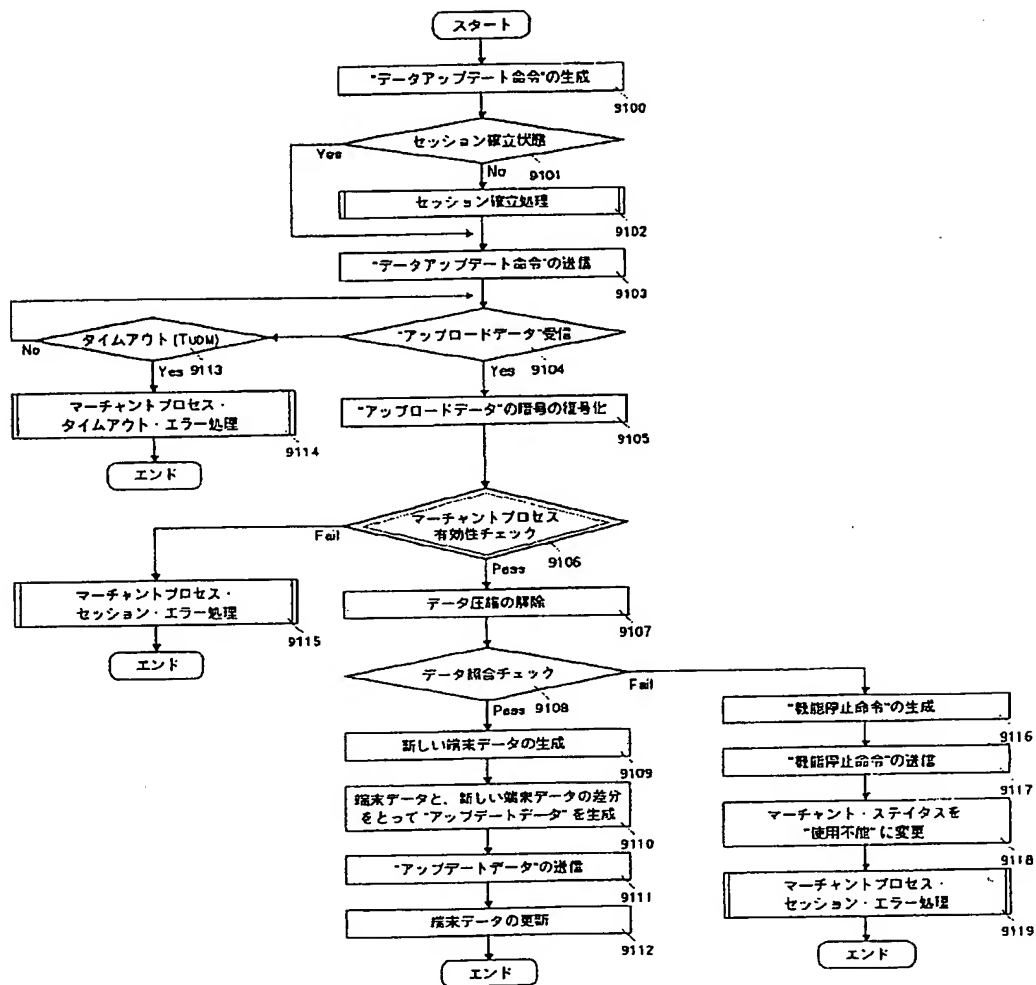 スタート
"データアップデート命令"の生成
9100
セッション確立状態
Yes
9101
No
セッション確立処理
9102
"データアップデート命令"の送信
9103
タイムアウト(TUDM)
No
9113
Yes
"アップロードデータ"受信
9104
Yes
マーチャントプロセス・
タイムアウト・エラー処理
9114
エンド
"アップロードデータ"の暗号の復号化
9105
マーチャントプロセス
有効性チェック
Fail
9106
Pass
マーチャントプロセス・
セッション・エラー処理
9115
エンド
データ圧縮の解除
9107
データ照合チェック
Fail
9108
Pass
新しい端末データの生成
9109
端末データと、新しい端末データの差分
をとって"アップデートデータ"を生成
9110
"アップデートデータ"の送信
9111
端末データの更新
9112
エンド
"機能停止命令"の生成
9116
"機能停止命令"の送信
9117
マーチャント・ステイタスを
"使用不能"に変更
9118
マーチャントプロセス・
セッション・エラー処理
9119
エンド